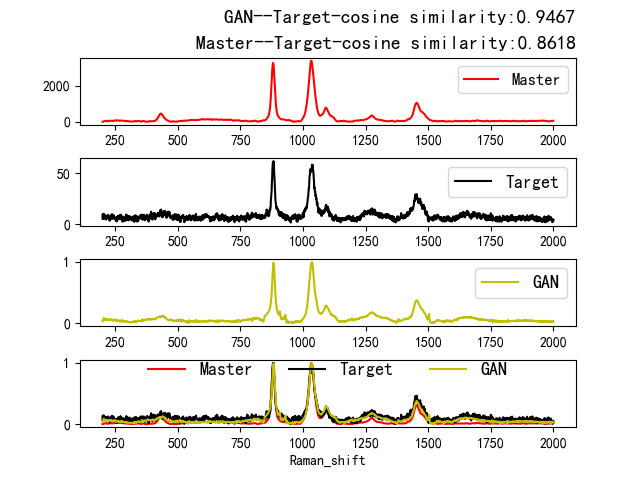 GAN--Target-cosine similarity:0.9467
Master--Target-cosine similarity:0.8618
2000
0
Master
250 500 750 1000 1250 1500 1750 2000
50
0
Target
250 500 750 1000 1250 1500 1750 2000
1
0
GAN
250 500 750 1000 1250 1500 1750 2000
1
0
Master Target GAN
250 500 750 1000 1250 1500 1750 2000
Raman_shift